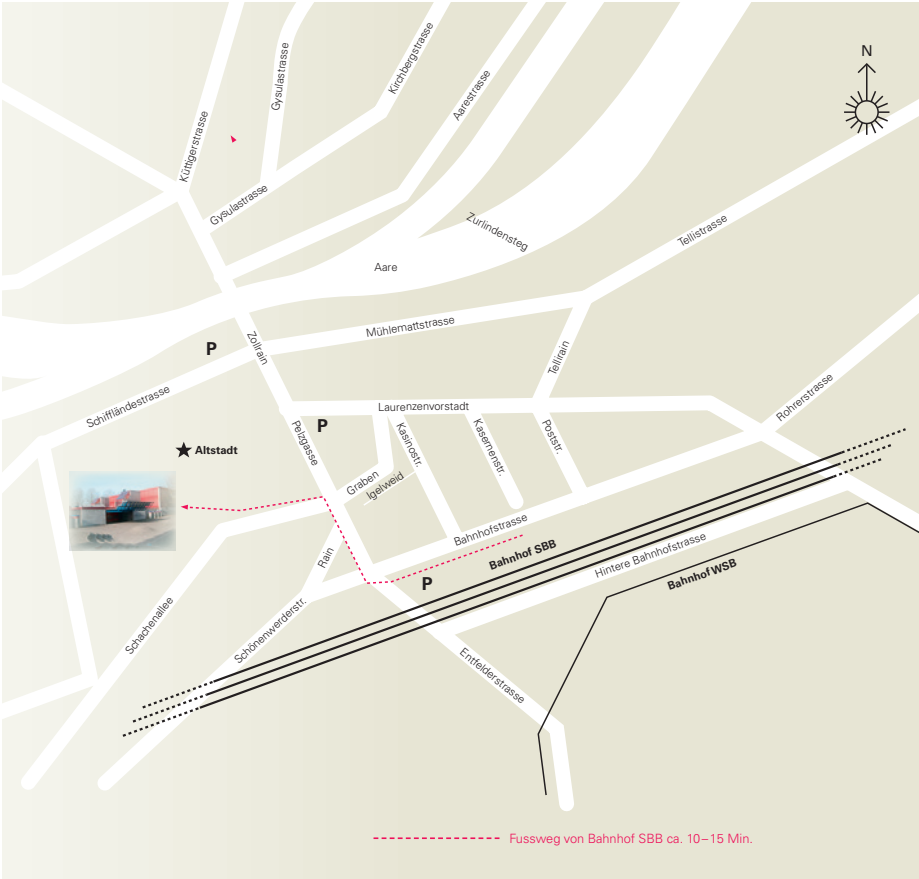 N
Küttigerstrasse
Gysulastrasse
Kirchbergstrasse
Aarestrasse
Gysulastrasse
Zurlindensteg
Tellistrasse
Aare
Mühlemattstrasse
Zollrain
P
Tellirain
Schifflländestrasse
Laurenzenvorstadt
Rohrerstrasse
P
Pelzgasse
Kasinostr.
Kasernenstr.
Poststr.
Altstadt
Graben
Igelweid
Bahnhofstrasse
Bahnhof SBB
Hintere Bahnhofstrasse
Bahnhof WSB
Rain
P
Schachenallee
Schönenwerderstr.
Entfelderstrasse
Fussweg von Bahnhof SBB ca. 10–15 Min.